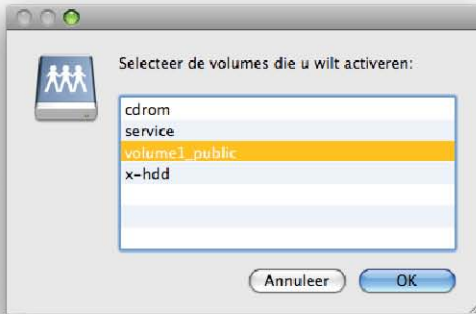 Selecteer de volumes die u wilt activeren:
cdrom
service
volume1_public
x-hdd
Annuleer
OK